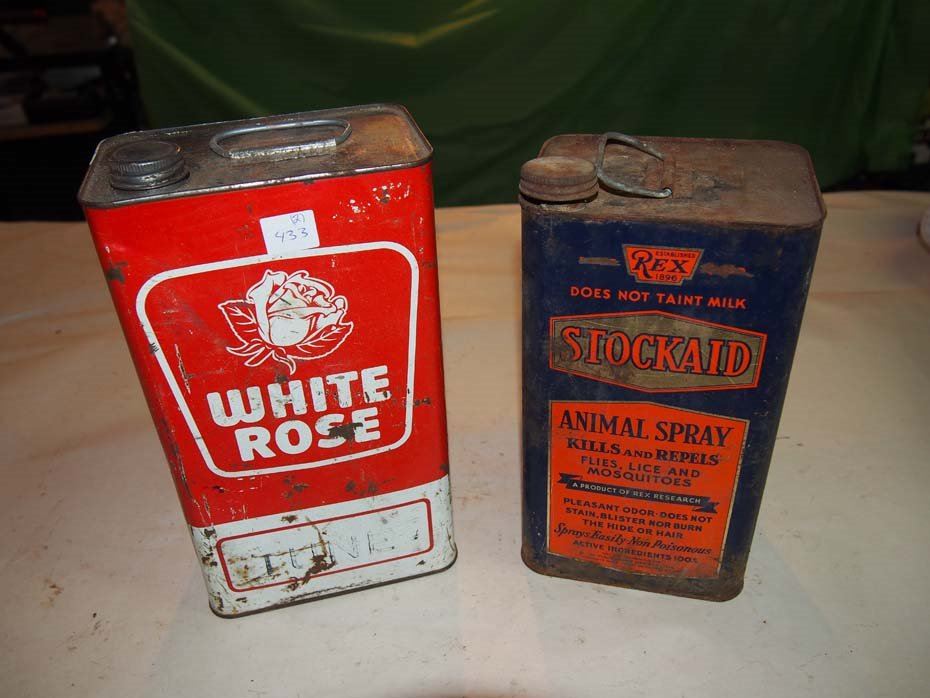 (2)
433
WHITE
ROSE
ESTABLISHED
REX
1896
DOES NOT TAINT MILK
STOCKAID
ANIMAL SPRAY
KILLS AND REPELS
FLIES, LICE AND
MOSQUITOES
A PRODUCT OF REX RESEARCH
PLEASANT ODOR-DOES NOT
STAIN, BLISTER NOR BURN
THE HIDE OR HAIR
Sprays Easily-Non Poisonous
ACTIVE INGREDIENTS 100%